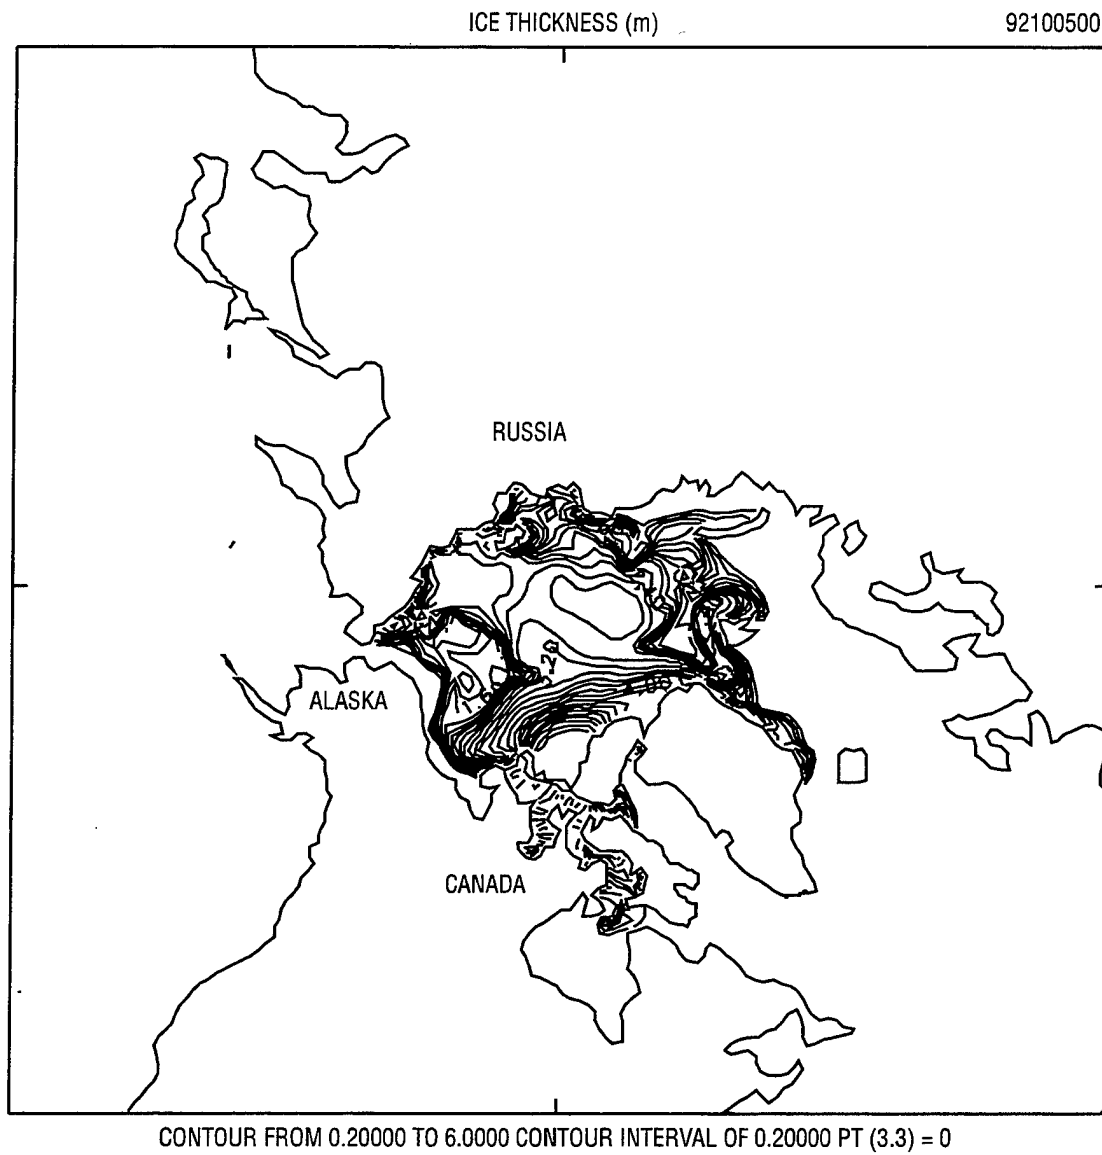 ICE THICKNESS (m) 92100500
RUSSIA
ALASKA
CANADA
CONTOUR FROM 0.20000 TO 6.0000 CONTOUR INTERVAL OF 0.20000 PT (3.3) = 0